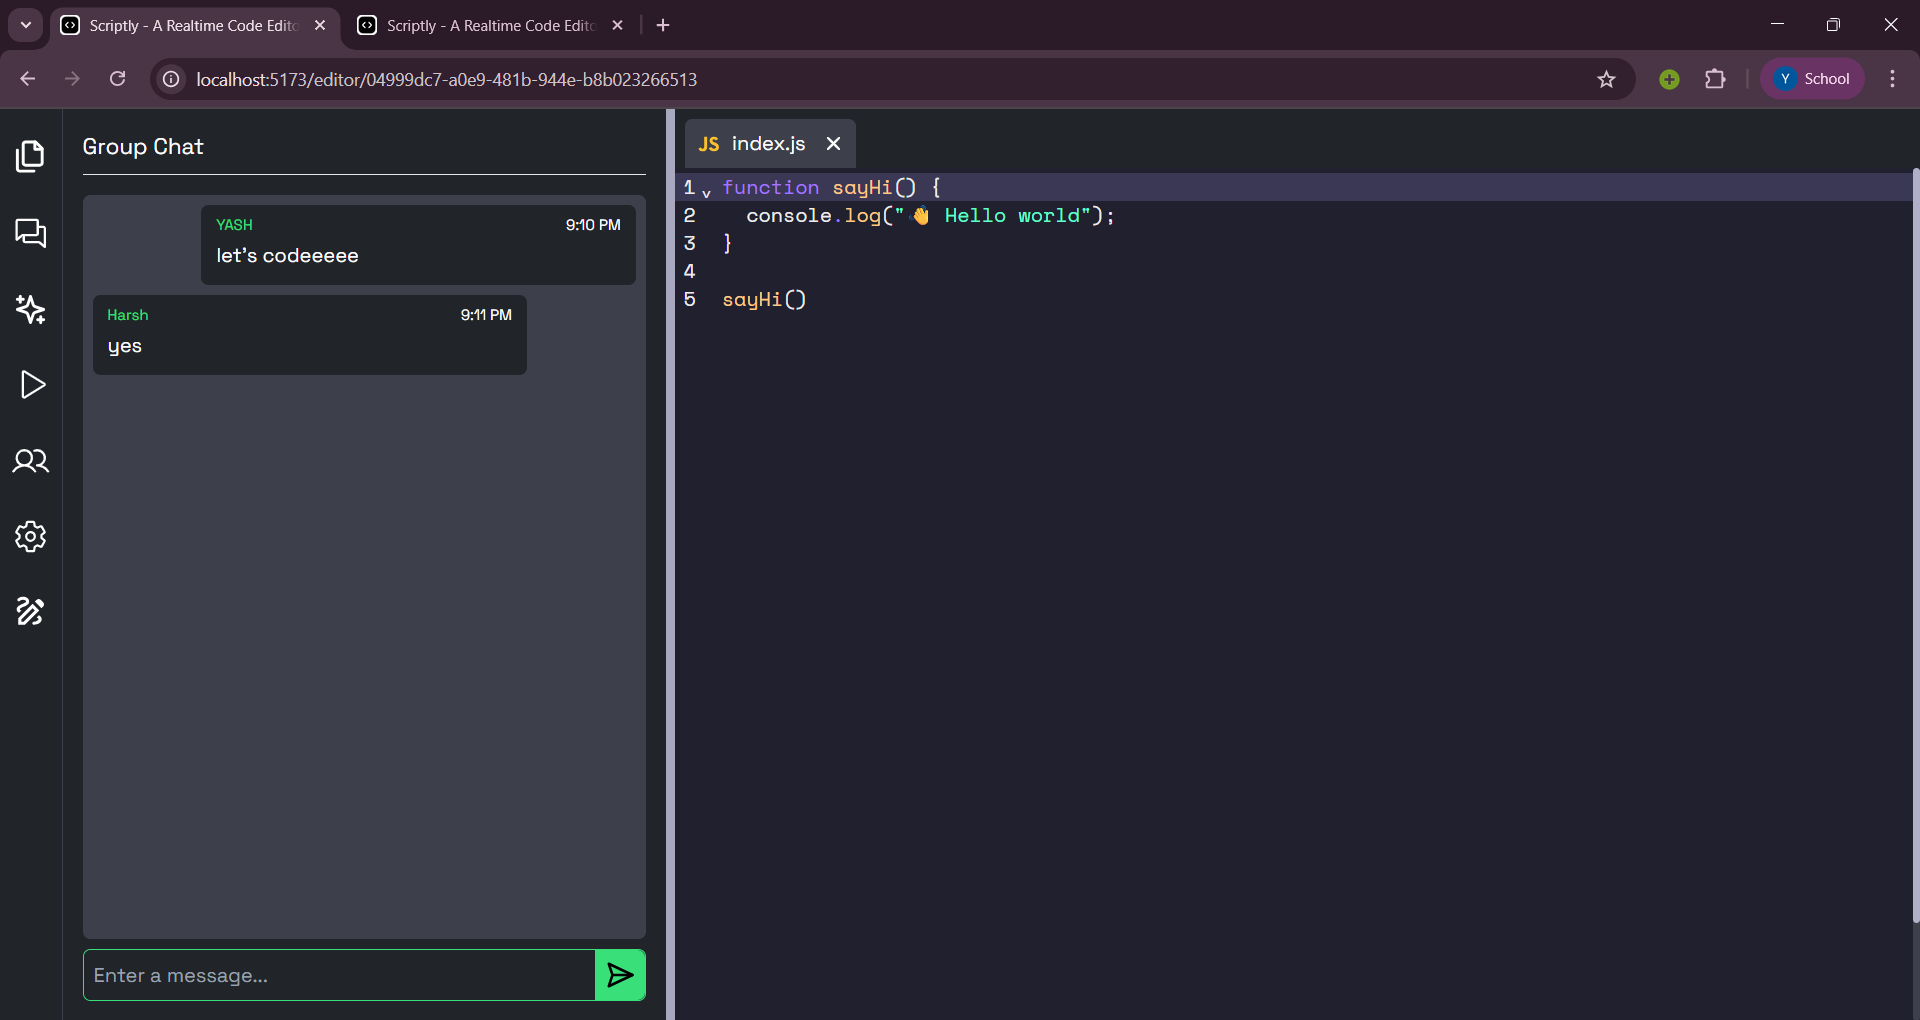 Scriptly - A Realtime Code Edito
Scriptly - A Realtime Code Edito
localhost:5173/editor/04999dc7-a0e9-481b-944e-b8b023266513
Y School
Group Chat
YASH 9:10 PM
let's codeeeee
Harsh 9:11 PM
yes
Enter a message...
JS index.js
1 function sayHi() {
2 console.log("👋 Hello world");
3 }
4
5 sayHi()